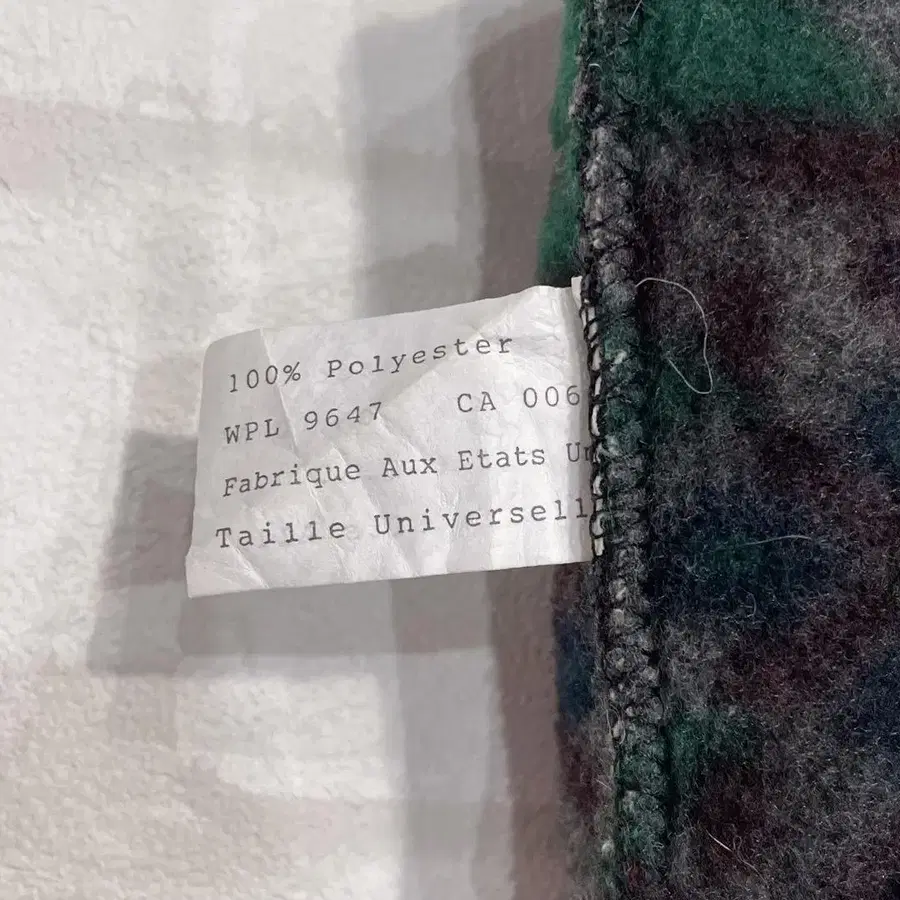 100% Polyester
WPL 9647 CA 006
Fabrique Aux Etats
Taille Universell